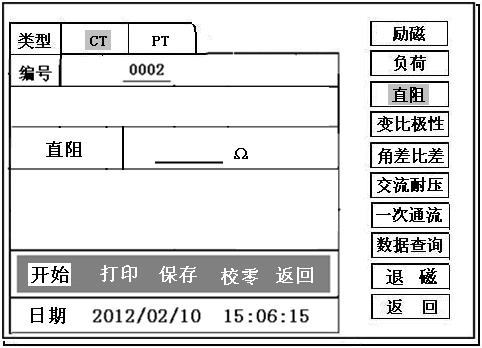 类型 CT PT
编号 0002
直阻 Ω
开始 打印 保存 校零 返回
日期 2012/02/10 15:06:15
励磁
负荷
直阻
变比极性
角差比差
交流耐压
一次通流
数据查询
退 磁
返 回